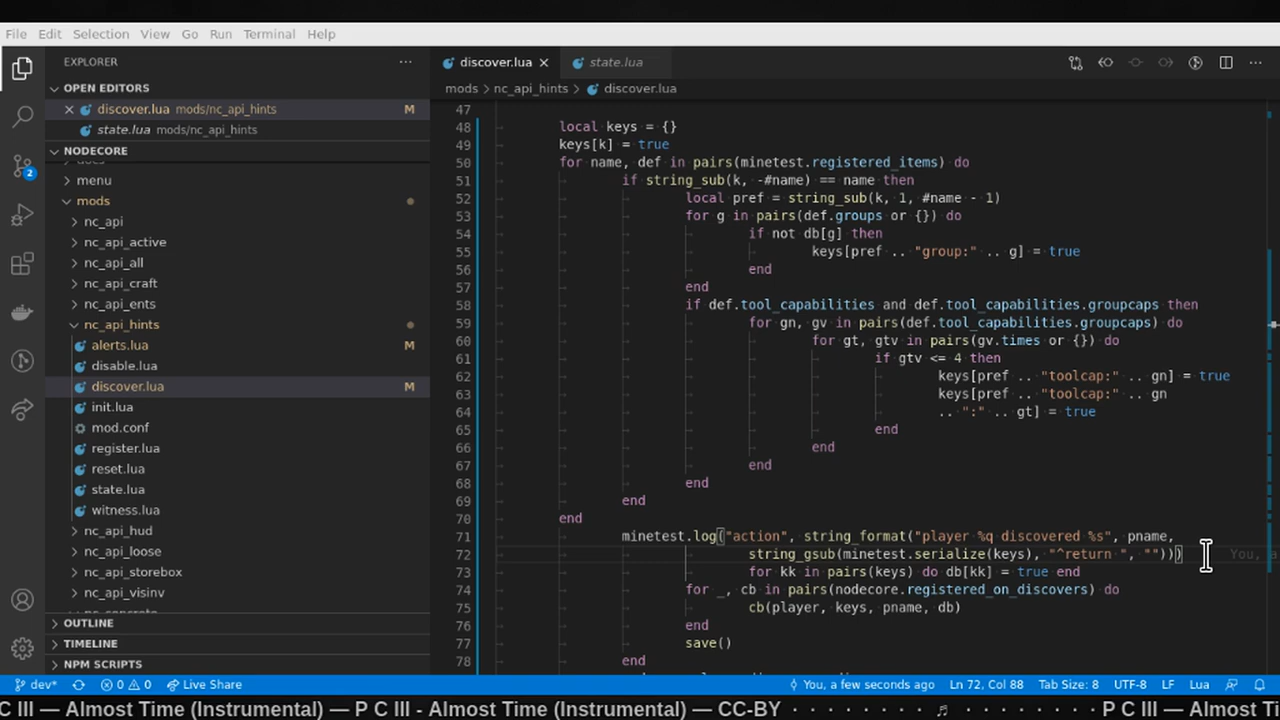 File Edit Selection View Go Run Terminal Help
EXPLORER
OPEN EDITORS
discover.lua mods/nc_api_hints M
state.lua mods/nc_api_hints
NODECORE
docs
menu
mods
nc_api
nc_api_active
nc_api_all
nc_api_craft
nc_api_ents
nc_api_hints
alerts.lua M
disable.lua
discover.lua M
init.lua
mod.conf
register.lua
reset.lua
state.lua
witness.lua
nc_api_hud
nc_api_loose
nc_api_storebox
nc_api_visinv
nc_concrete
OUTLINE
TIMELINE
NPM SCRIPTS
2
discover.lua state.lua
mods > nc_api_hints > discover.lua
47
48 local keys = {}
49 keys[k] = true
50 for name, def in pairs(minetest.registered_items) do
51 if string_sub(k, -#name) == name then
52 local pref = string_sub(k, 1, #name - 1)
53 for g in pairs(def.groups or {}) do
54 if not db[g] then
55 keys[pref .. "group:" .. g] = true
56 end
57 end
58 if def.tool_capabilities and def.tool_capabilities.groupcaps then
59 for gn, gv in pairs(def.tool_capabilities.groupcaps) do
60 for gt, gtv in pairs(gv.times or {}) do
61 if gtv <= 4 then
62 keys[pref .. "toolcap:" .. gn] = true
63 keys[pref .. "toolcap:" .. gn
64 .. ":" .. gt] = true
65 end
66 end
67 end
68 end
69 end
70 end
71 minetest.log("action", string_format("player %q discovered %s", pname,
72 string_gsub(minetest.serialize(keys), "^return ", ""))) You, a
73 for kk in pairs(keys) do db[kk] = true end
74 for _, cb in pairs(nodecore.registered_on_discovers) do
75 cb(player, keys, pname, db)
76 end
77 save()
78 end
dev* 0 0 Live Share You, a few seconds ago Ln 72, Col 88 Tab Size: 8 UTF-8 LF Lua
C III — Almost Time (Instrumental) — P C III - Almost Time (Instrumental) — CC-BY · · · · · · · ♬ · · · · · · · P C III — Almost Ti